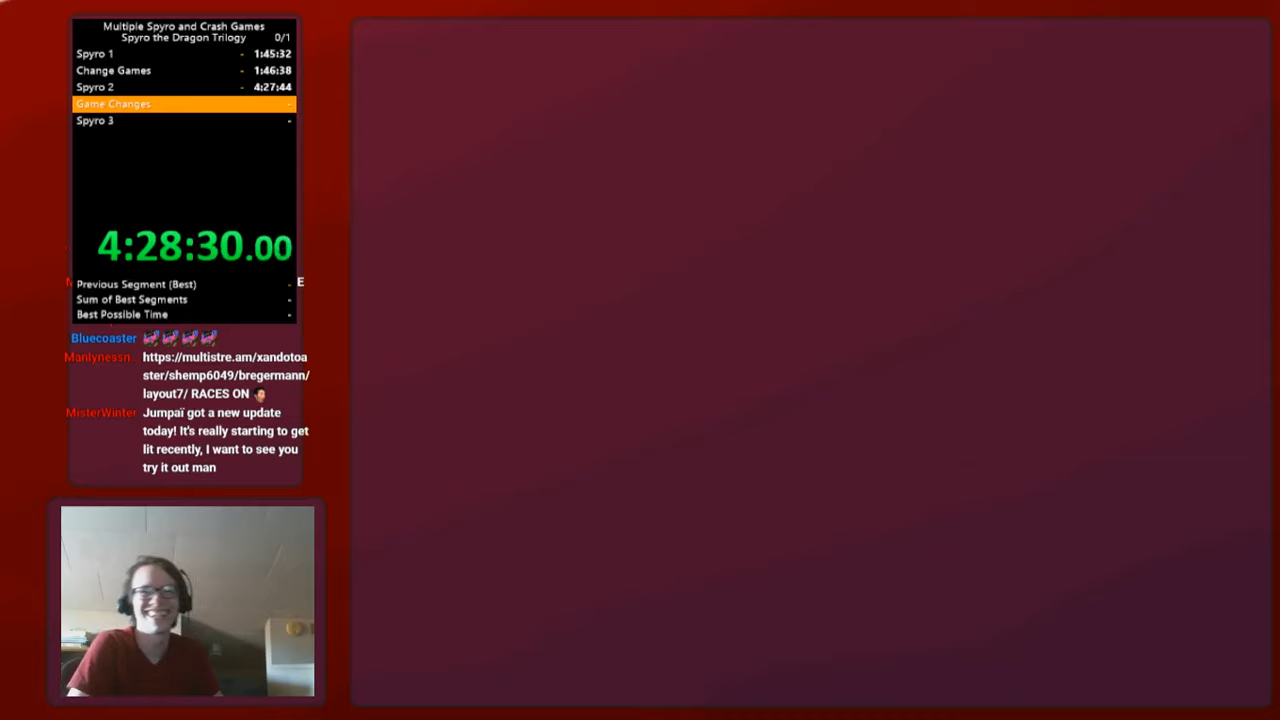 Multiple Spyro and Crash Games
Spyro the Dragon Trilogy 0/1
Spyro 1 - 1:45:32
Change Games - 1:46:38
Spyro 2 - 4:27:44
Game Changes -
Spyro 3 -
4:28:30.00
Previous Segment (Best) -
Sum of Best Segments -
Best Possible Time -
Bluecoaster
Manlynessn... https://multistre.am/xandotoa
ster/shemp6049/bregermann/
layout7/ RACES ON
MisterWinter Jumpaï got a new update
today! It's really starting to get
lit recently, I want to see you
try it out man